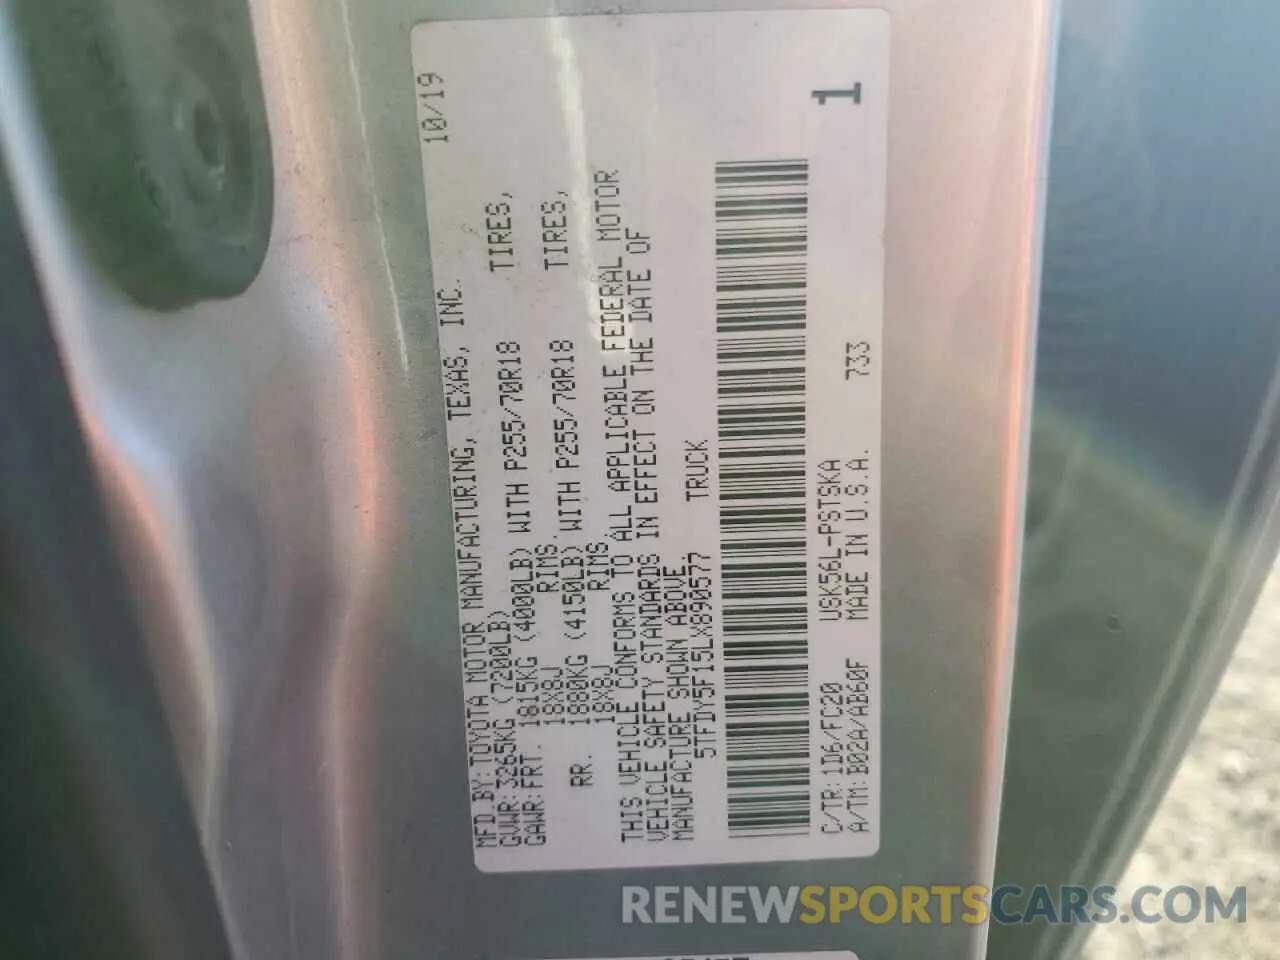 MFD.BY:TOYOTA MOTOR MANUFACTURING, TEXAS, INC. 10/19
GVWR:3265KG (7200LB)
GAWR:FRT. 1815KG (4000LB) WITH P255/70R18 TIRES,
18X8J RIMS.
RR. 1880KG (4150LB) WITH P255/70R18 TIRES,
18X8J RIMS.
THIS VEHICLE CONFORMS TO ALL APPLICABLE FEDERAL MOTOR
VEHICLE SAFETY STANDARDS IN EFFECT ON THE DATE OF
MANUFACTURE SHOWN ABOVE.
5TFDY5F15LX890577 TRUCK
C/TR:1D6/FC20 USK56L-PSTSKA
A/TM:B02A/AB60F MADE IN U.S.A. 733
1
RENEWSPORTSCARS.COM